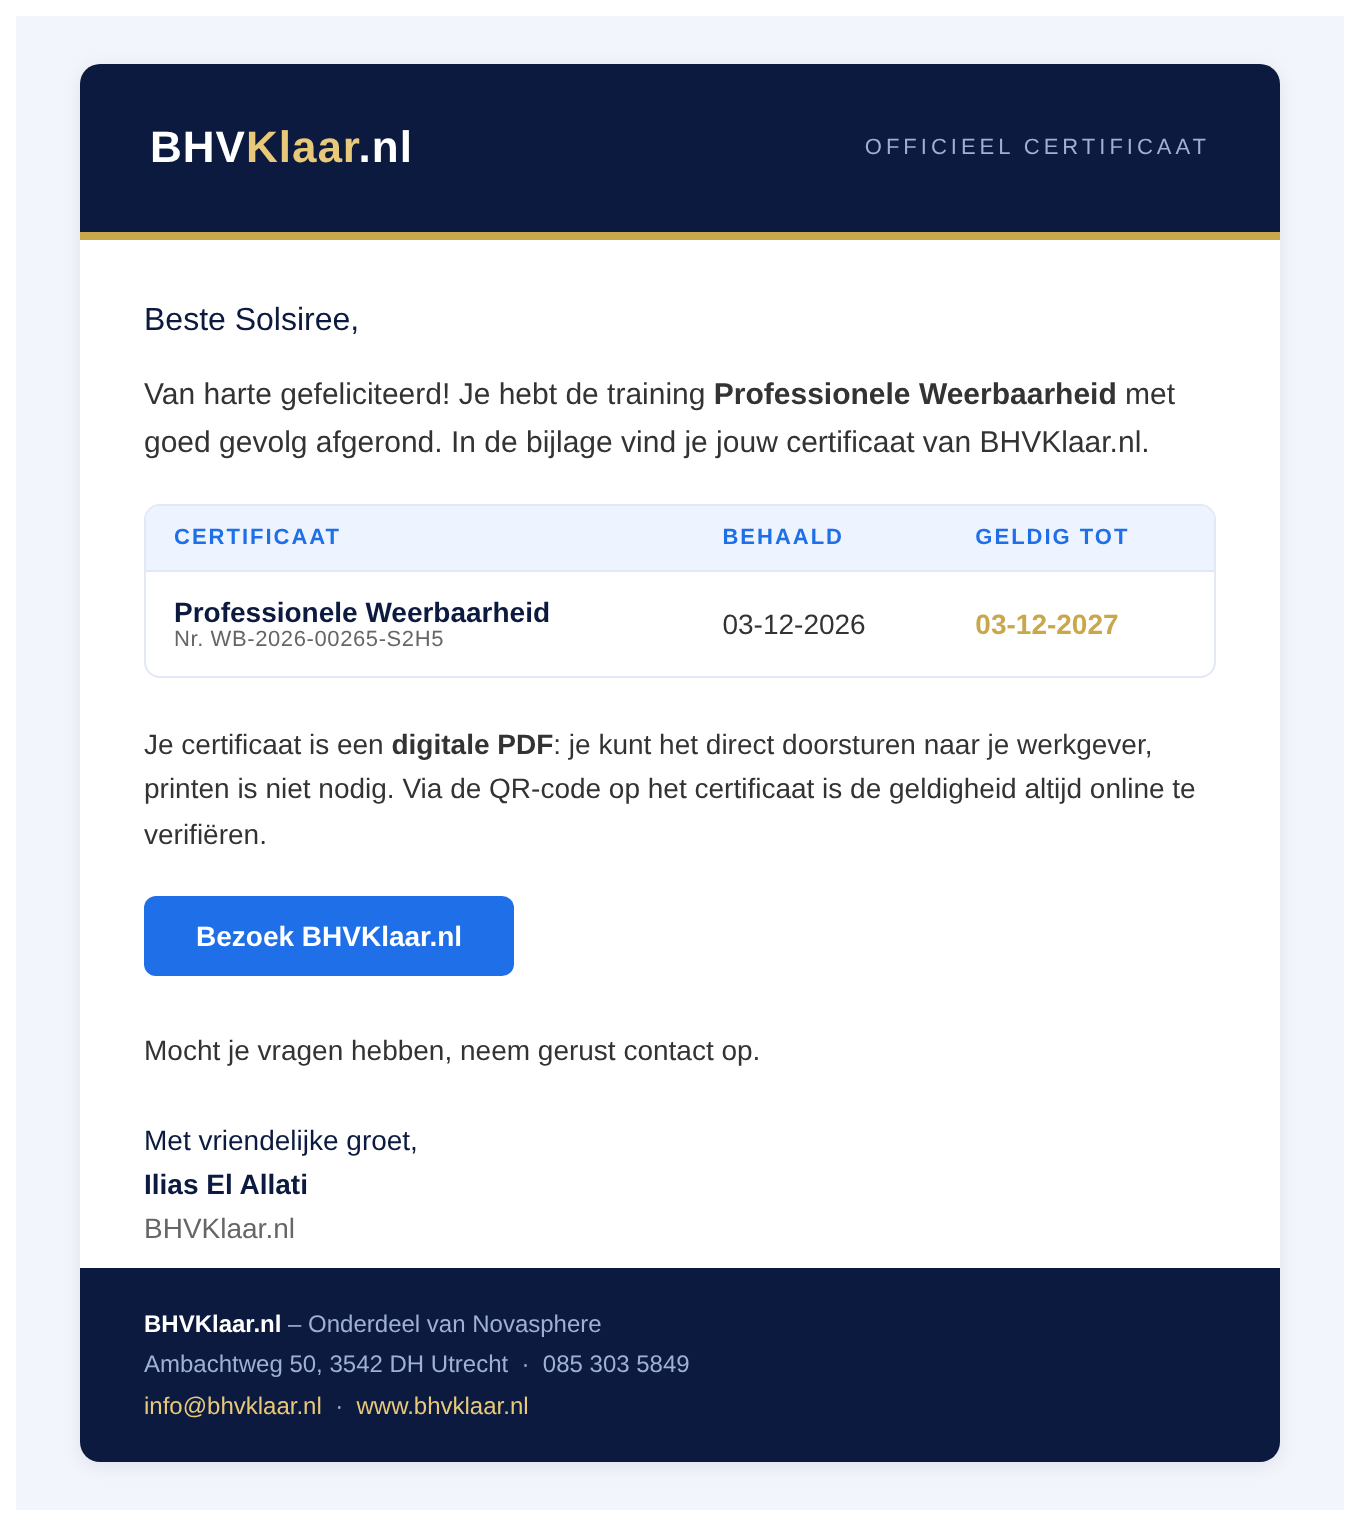 BHVKlaar.nl
OFFICIEEL CERTIFICAAT
Beste Solsiree,
Van harte gefeliciteerd! Je hebt de training Professionele Weerbaarheid met
goed gevolg afgerond. In de bijlage vind je jouw certificaat van BHVKlaar.nl.
CERTIFICAAT BEHAALD GELDIG TOT
Professionele Weerbaarheid 03-12-2026 03-12-2027
Nr. WB-2026-00265-S2H5
Je certificaat is een digitale PDF: je kunt het direct doorsturen naar je werkgever,
printen is niet nodig. Via de QR-code op het certificaat is de geldigheid altijd online te
verifiëren.
Bezoek BHVKlaar.nl
Mocht je vragen hebben, neem gerust contact op.
Met vriendelijke groet,
Ilias El Allati
BHVKlaar.nl
BHVKlaar.nl – Onderdeel van Novasphere
Ambachtweg 50, 3542 DH Utrecht · 085 303 5849
info@bhvklaar.nl · www.bhvklaar.nl